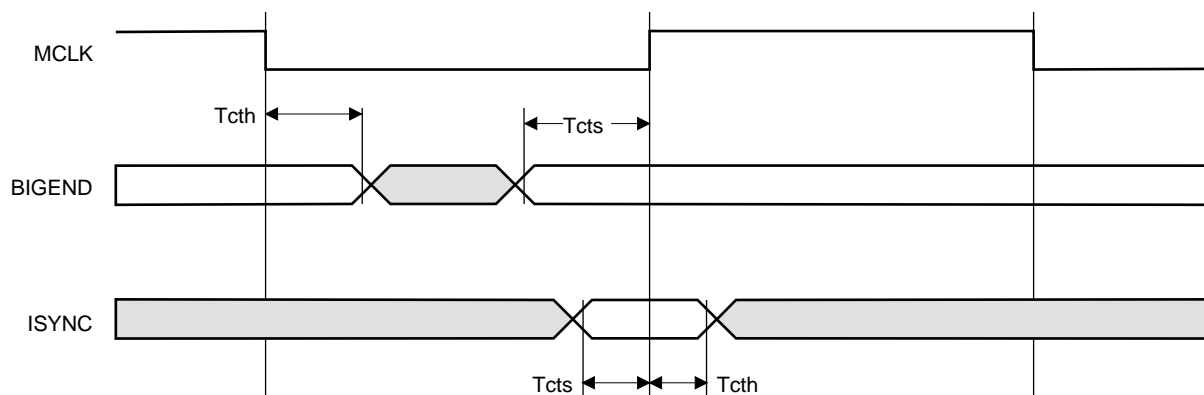 MCLK
Tcth
Tcts
BIGEND
ISYNC
Tcts
Tcth